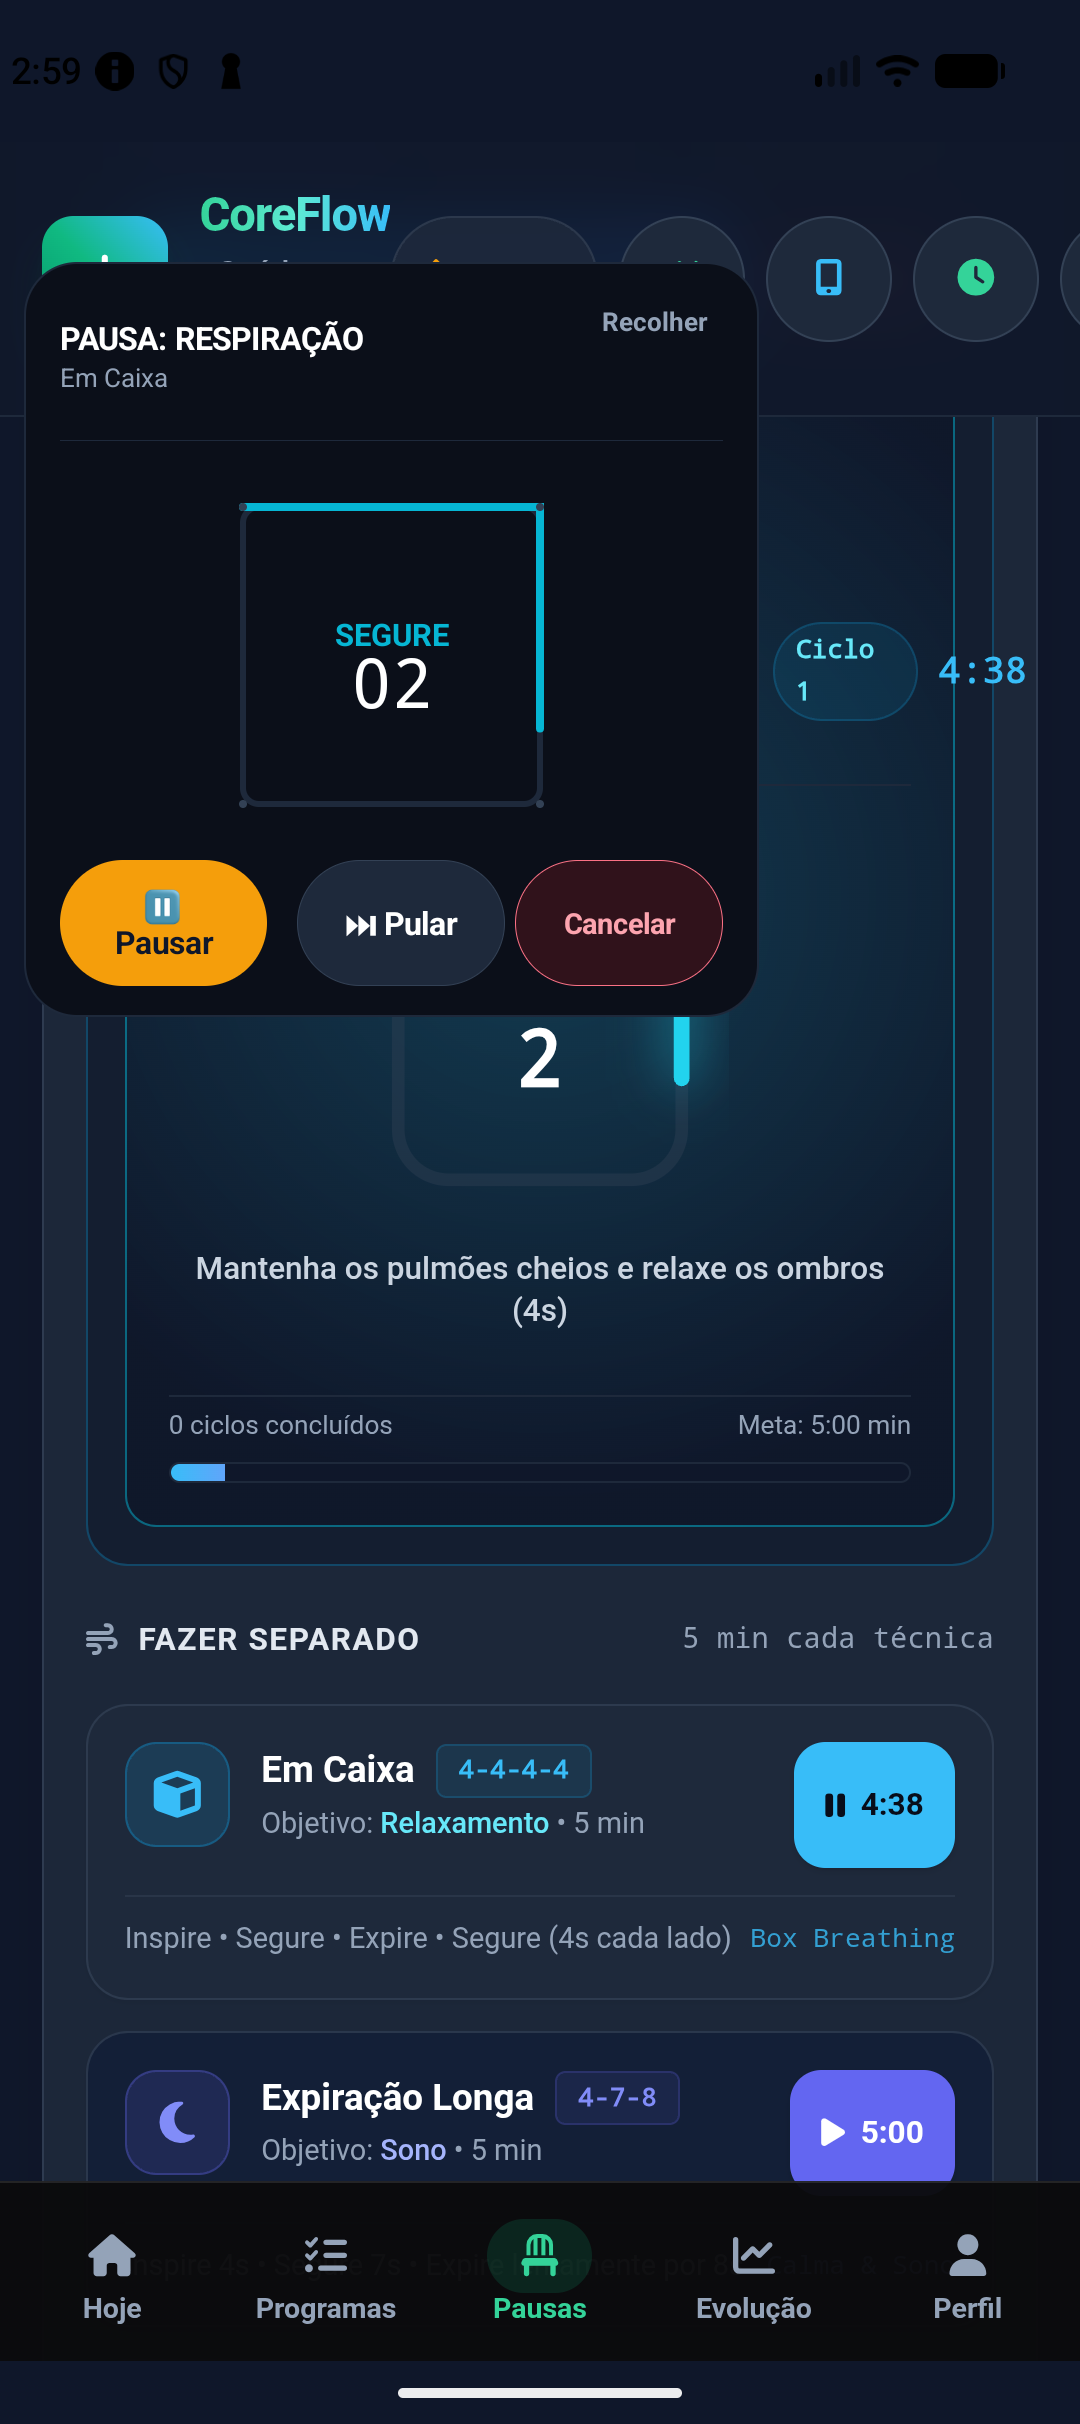 2:59
CoreFlow
PAUSA: RESPIRAÇÃO
Recolher
Em Caixa
SEGURE
02
Ciclo
1
4:38
Pausar
Pular
Cancelar
2
Mantenha os pulmões cheios e relaxe os ombros
(4s)
0 ciclos concluídos
Meta: 5:00 min
FAZER SEPARADO
5 min cada técnica
Em Caixa
4-4-4-4
Objetivo: Relaxamento • 5 min
4:38
Inspire • Segure • Expire • Segure (4s cada lado)
Box Breathing
Expiração Longa
4-7-8
Objetivo: Sono • 5 min
5:00
Hoje
Programas
Pausas
Evolução
Perfil